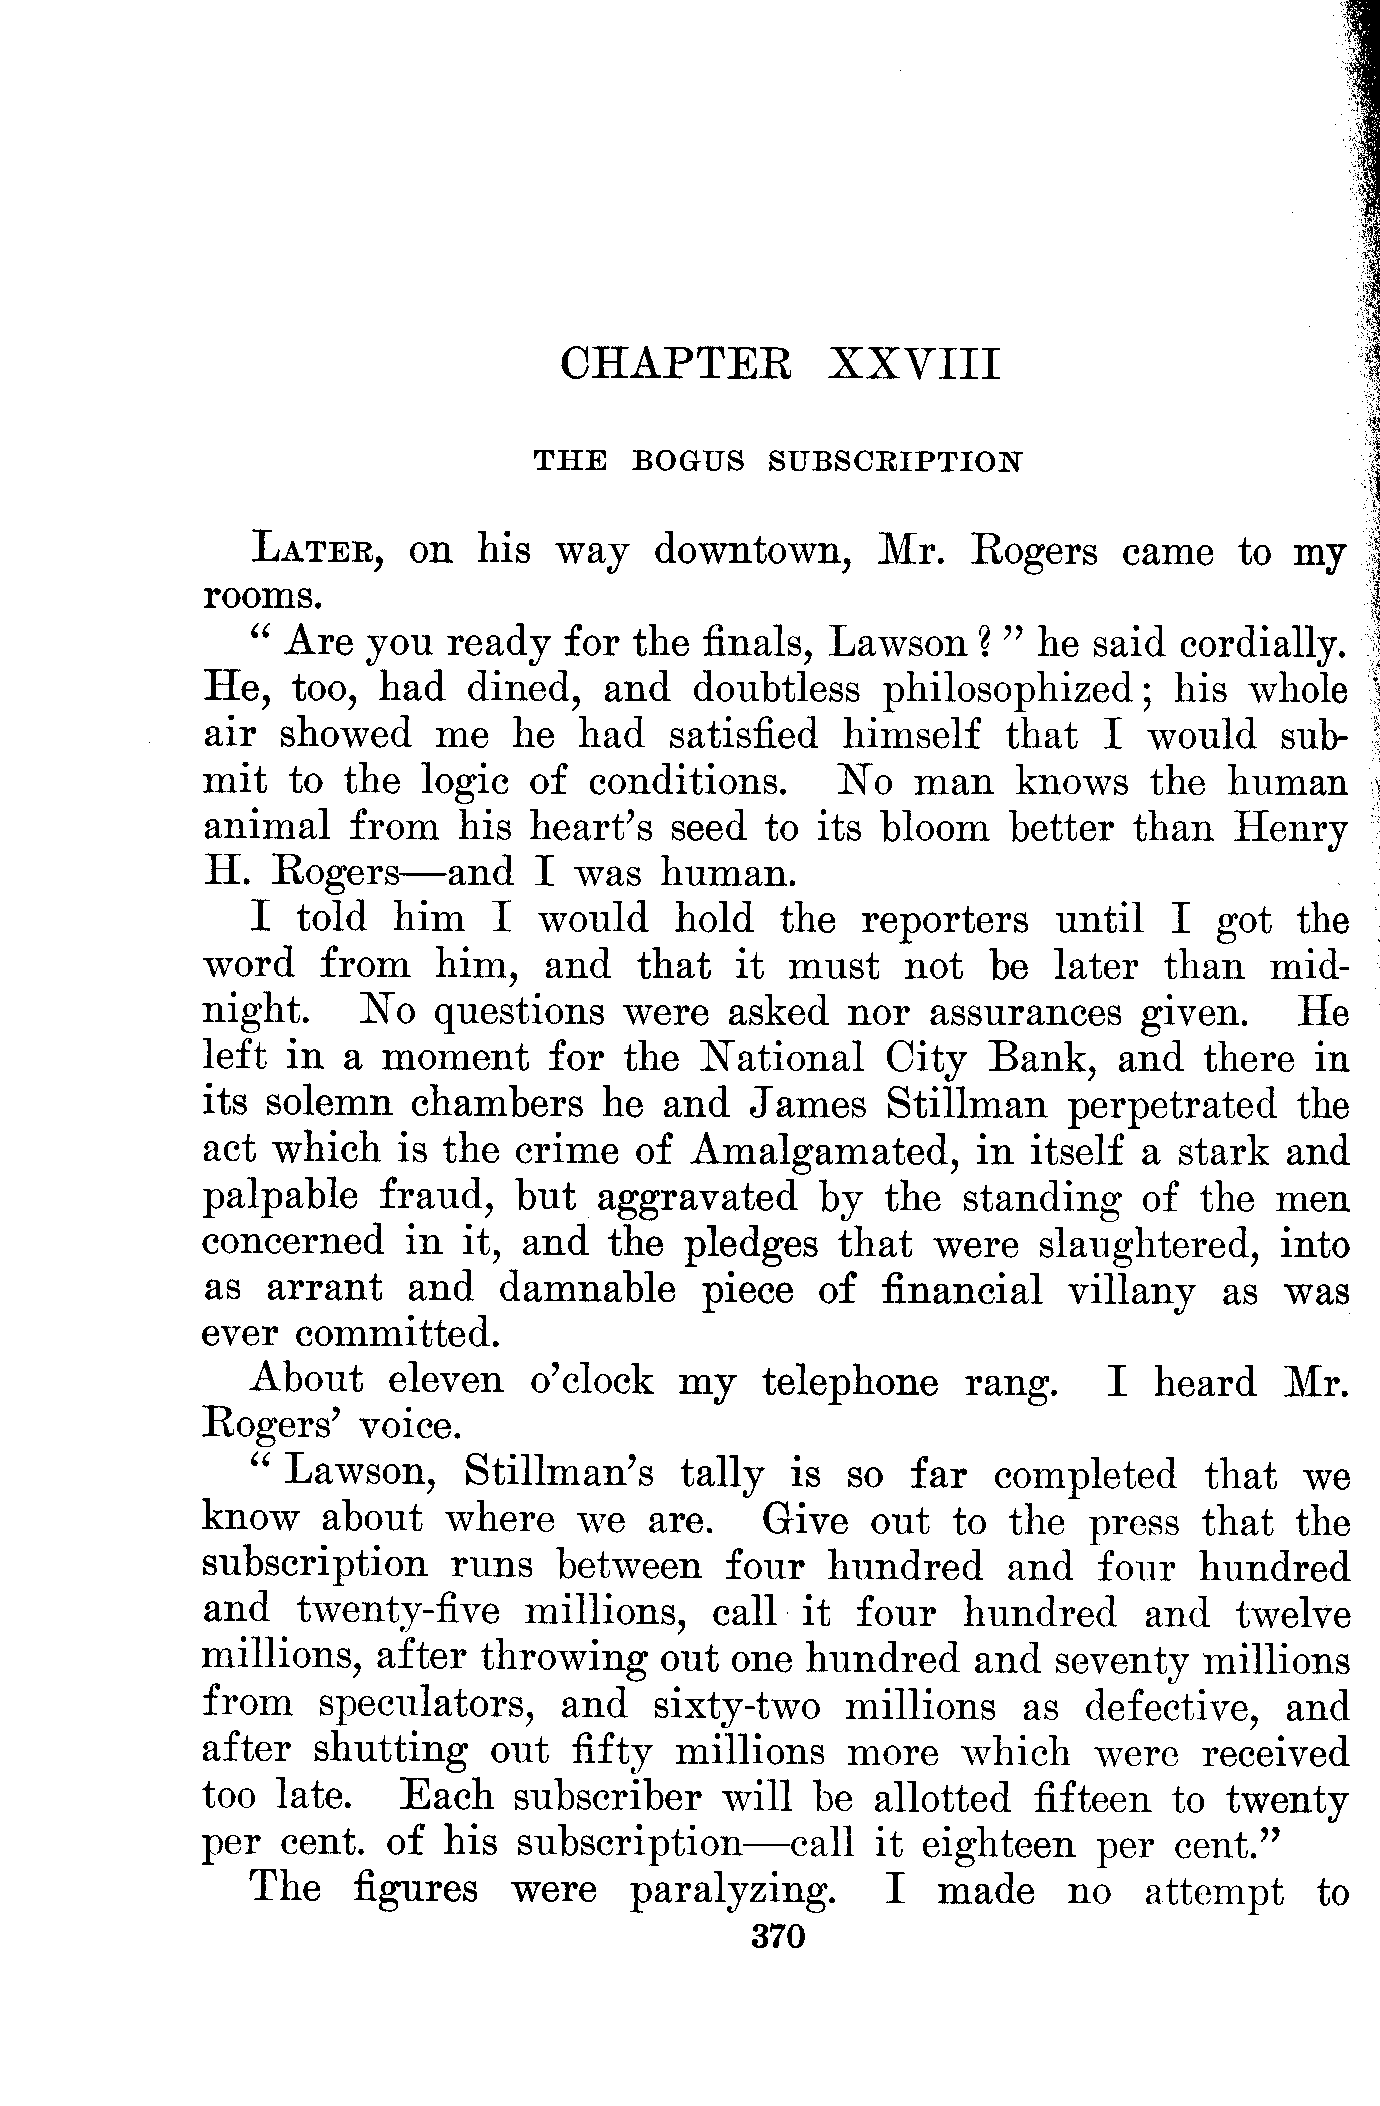 CHAPTER XXVIII
THE BOGUS SUBSCRIPTION
LATER, on his way downtown, Mr. Rogers came to my
rooms.
" Are you ready for the finals, Lawson ? " he said cordially.
He, too, had dined, and doubtless philosophized; his whole
air showed me he had satisfied himself that I would sub-
mit to the logic of conditions. No man knows the human
animal from his heart's seed to its bloom better than Henry
H. Rogers—and I was human.
I told him I would hold the reporters until I got the
word from him, and that it must not be later than mid-
night. No questions were asked nor assurances given. He
left in a moment for the National City Bank, and there in
its solemn chambers he and James Stillman perpetrated the
act which is the crime of Amalgamated, in itself a stark and
palpable fraud, but aggravated by the standing of the men
concerned in it, and the pledges that were slaughtered, into
as arrant and damnable piece of financial villany as was
ever committed.
About eleven o'clock my telephone rang. I heard Mr.
Rogers' voice.
" Lawson, Stillman's tally is so far completed that we
know about where we are. Give out to the press that the
subscription runs between four hundred and four hundred
and twenty-five millions, call it four hundred and twelve
millions, after throwing out one hundred and seventy millions
from speculators, and sixty-two millions as defective, and
after shutting out fifty millions more which were received
too late. Each subscriber will be allotted fifteen to twenty
per cent. of his subscription—call it eighteen per cent."
The figures were paralyzing. I made no attempt to
370